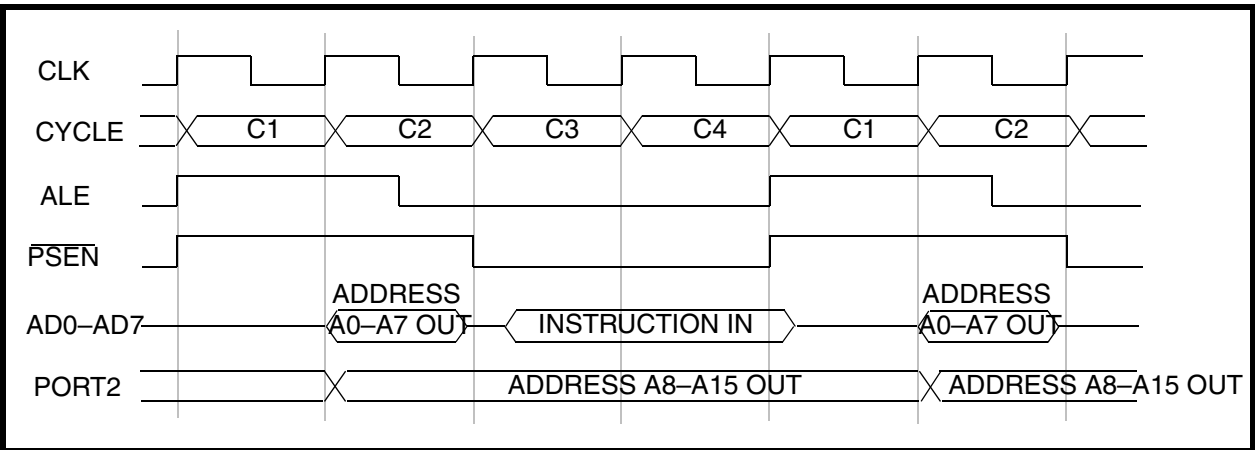 CLK
CYCLE C1 C2 C3 C4 C1 C2
ALE
PSEN
ADDRESS ADDRESS
AD0–AD7 A0–A7 OUT INSTRUCTION IN A0–A7 OUT
PORT2 ADDRESS A8–A15 OUT ADDRESS A8–A15 OUT